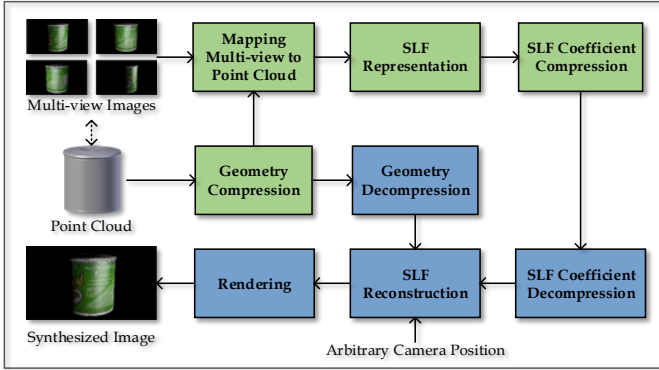 Mapping
Multi-view to
Point Cloud
SLF
Representation
SLF Coefficient
Compression
Multi-view Images
Geometry
Compression
Geometry
Decompression
Point Cloud
Rendering
SLF
Reconstruction
SLF Coefficient
Decompression
Synthesized Image
Arbitrary Camera Position